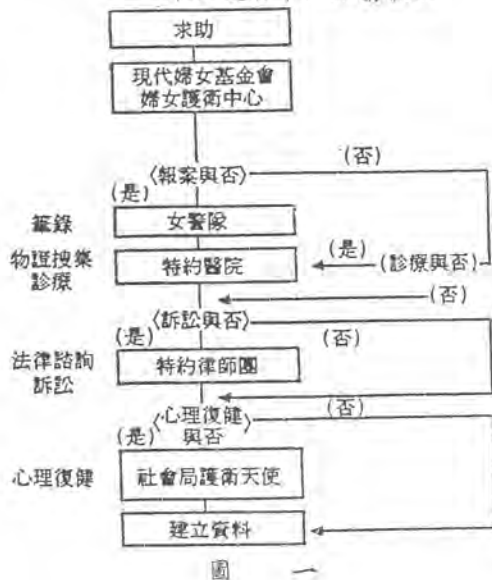 求助
現代婦女基金會
婦女護衛中心
(否)
〈報案與否〉
(是)
筆錄
女警隊
物證搜集
診療
特約醫院
(是)
(診療與否)
(否)
〈訴訟與否〉
(是)
(否)
法律諮詢
訴訟
特約律師團
〈心理復健
與否〉
(是)
(否)
心理復健
社會局護衛天使
建立資料
圖 一